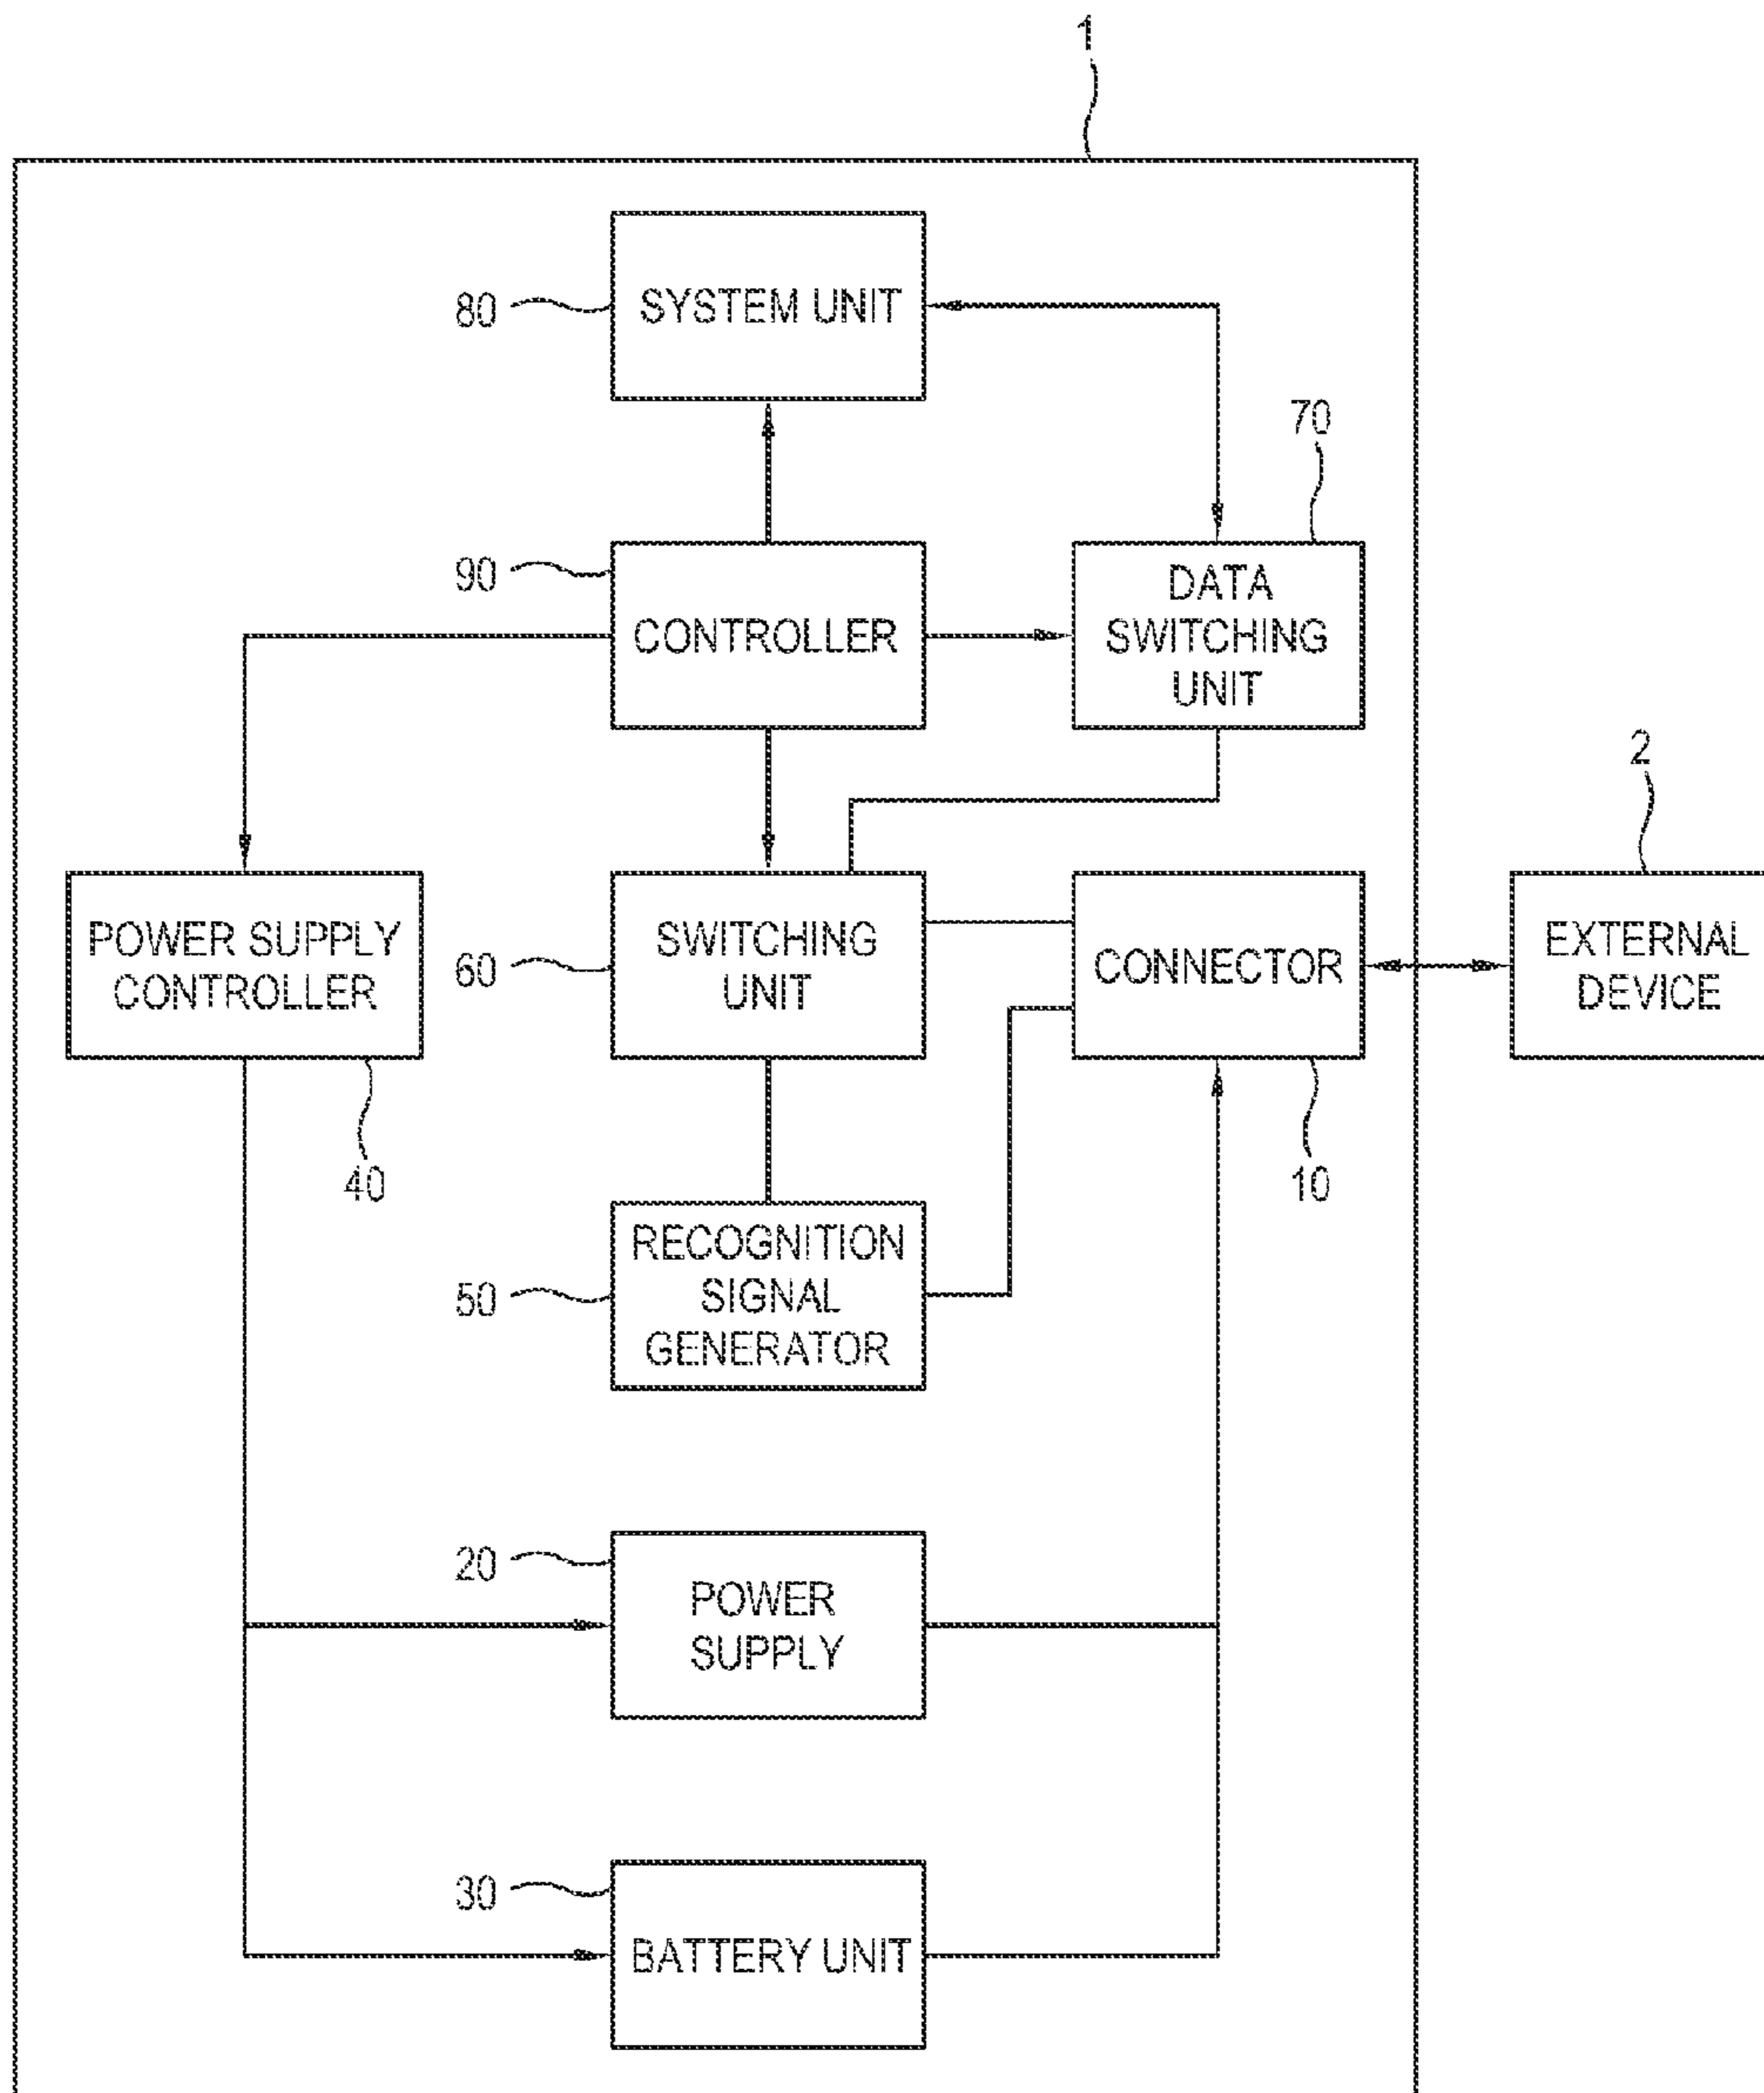 1
80
SYSTEM UNIT
70
90
CONTROLLER
DATA
SWITCHING
UNIT
2
POWER SUPPLY
CONTROLLER
40
60
SWITCHING
UNIT
CONNECTOR
10
EXTERNAL
DEVICE
50
RECOGNITION
SIGNAL
GENERATOR
20
POWER
SUPPLY
30
BATTERY UNIT